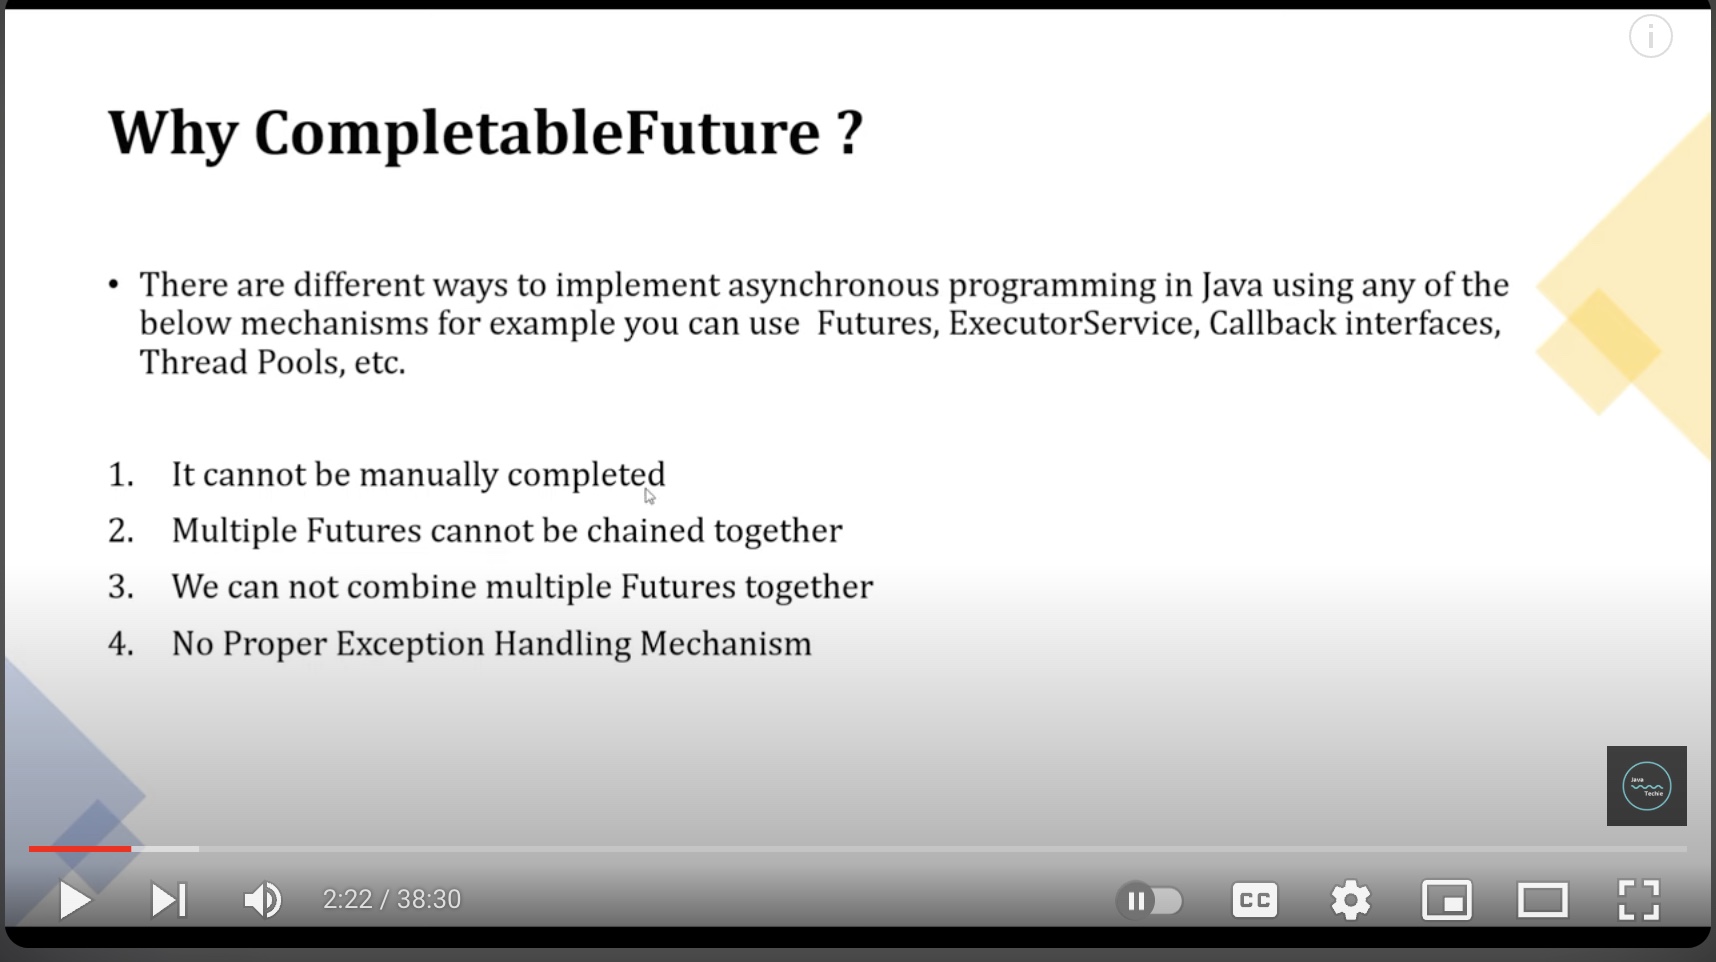 Why CompletableFuture ?
• There are different ways to implement asynchronous programming in Java using any of the
below mechanisms for example you can use  Futures, ExecutorService, Callback interfaces,
Thread Pools, etc.
1. It cannot be manually completed
2. Multiple Futures cannot be chained together
3. We can not combine multiple Futures together
4. No Proper Exception Handling Mechanism
Java
Techie
2:22 / 38:30
CC